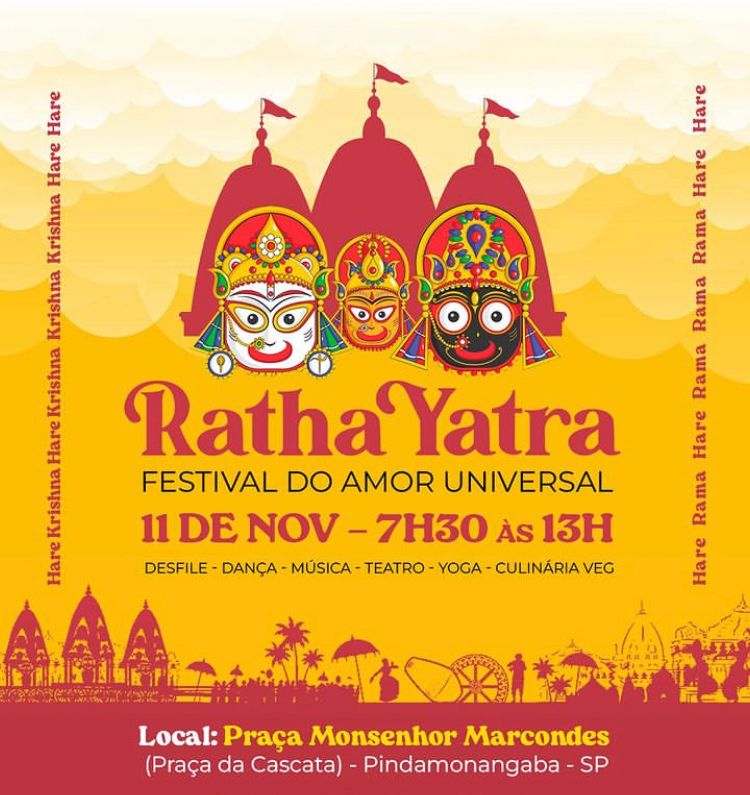 Hare Krishna Hare Krishna Krishna Krishna Hare Hare
Hare Rama Hare Rama Rama Rama Hare Hare
Ratha Yatra
FESTIVAL DO AMOR UNIVERSAL
11 DE NOV – 7H30 ÀS 13H
DESFILE - DANÇA - MÚSICA - TEATRO - YOGA - CULINÁRIA VEG
Local: Praça Monsenhor Marcondes
(Praça da Cascata) - Pindamonangaba - SP